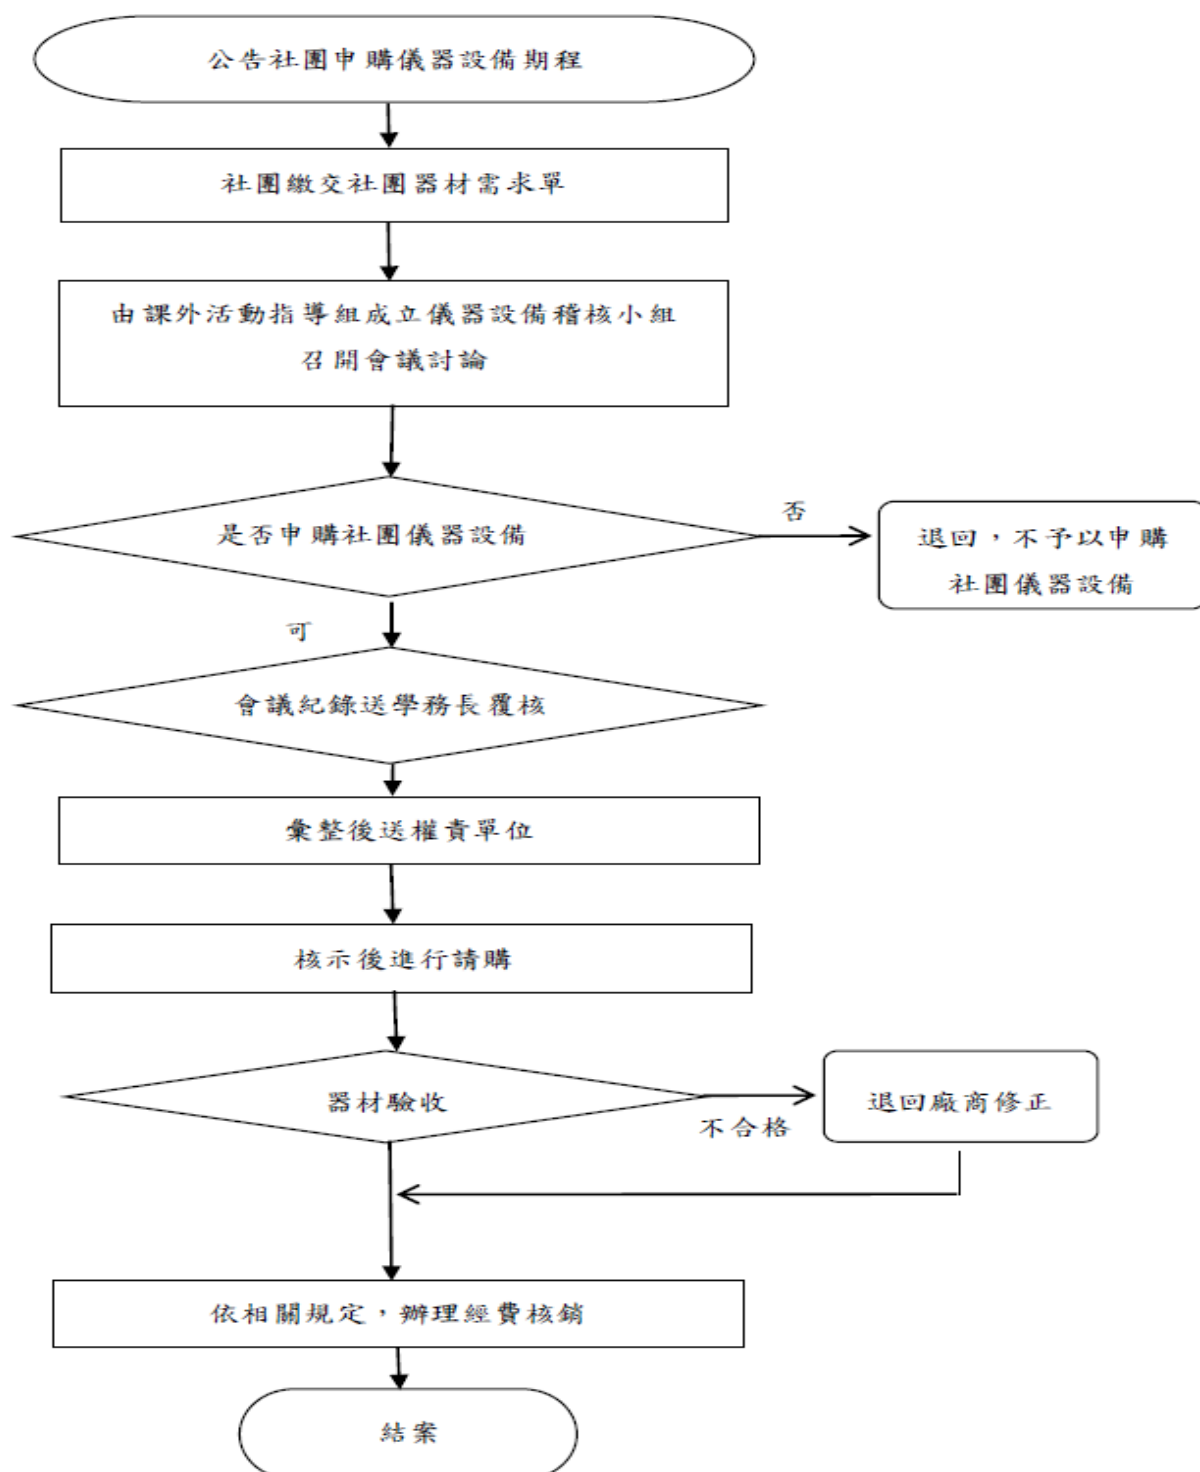 公告社團申購儀器設備期程
社團繳交社團器材需求單
由課外活動指導組成立儀器設備稽核小組
召開會議討論
是否申購社團儀器設備
否
退回，不予以申購
社團儀器設備
可
會議紀錄送學務長覆核
彙整後送權責單位
核示後進行請購
器材驗收
不合格
退回廠商修正
依相關規定，辦理經費核銷
結案